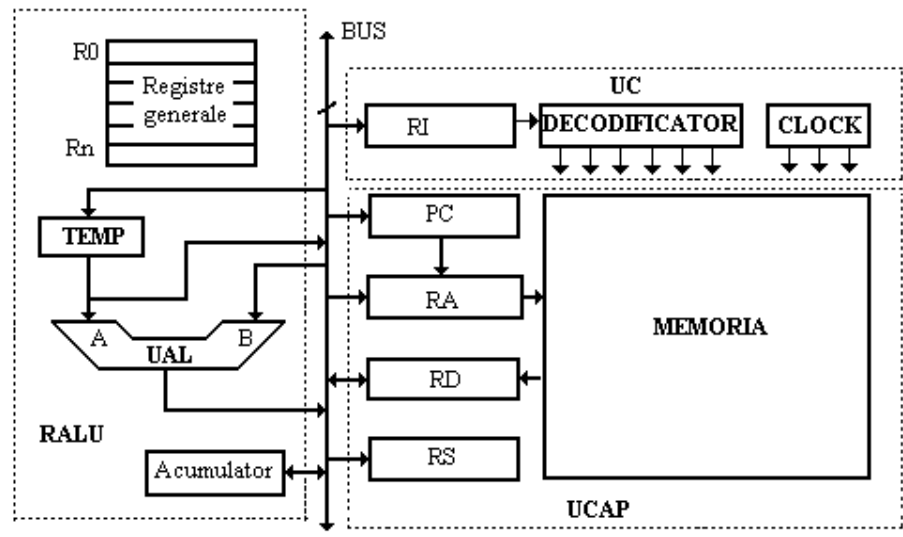 BUS
R0
Registre
generale
Rn
UC
RI
DECODIFICATOR
CLOCK
TEMP
PC
A
B
UAL
RA
MEMORIA
RD
RALU
Acumulator
RS
UCAP